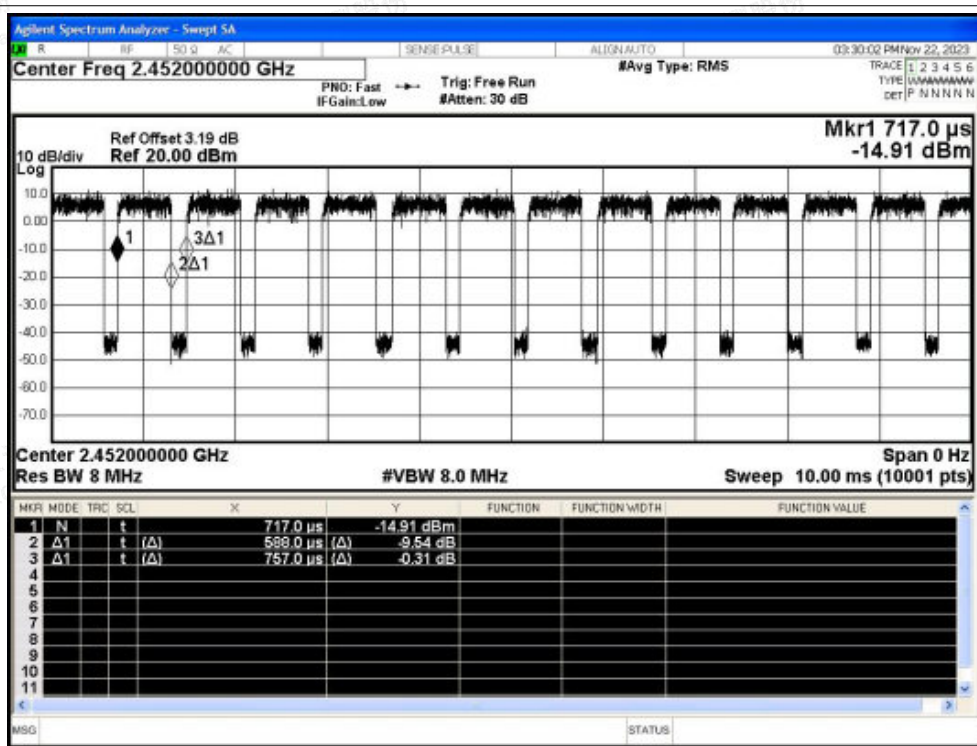 Agilent Spectrum Analyzer - Swept SA
R RF 50 Ω AC SENSE:PULSE ALIGNAUTO 03:30:02 PM Nov 22, 2023
Center Freq 2.452000000 GHz #Avg Type: RMS TRACE 1 2 3 4 5 6
PNO: Fast Trig: Free Run TYPE
IFGain:Low #Atten: 30 dB DET P N N N N N
Mkr1 717.0 µs
Ref Offset 3.19 dB
10 dB/div Ref 20.00 dBm -14.91 dBm
Log
10.0
0.00
-10.0
-20.0
-30.0
-40.0
-50.0
-60.0
-70.0
1
3Δ1
2Δ1
Center 2.452000000 GHz Span 0 Hz
Res BW 8 MHz #VBW 8.0 MHz Sweep 10.00 ms (10001 pts)
MKR MODE TRC SCL X Y FUNCTION FUNCTION WIDTH FUNCTION VALUE
1 N t 717.0 µs -14.91 dBm
2 Δ1 t (Δ) 588.0 µs (Δ) -9.54 dB
3 Δ1 t (Δ) 757.0 µs (Δ) -0.31 dB
4
5
6
7
8
9
10
11
MSG STATUS